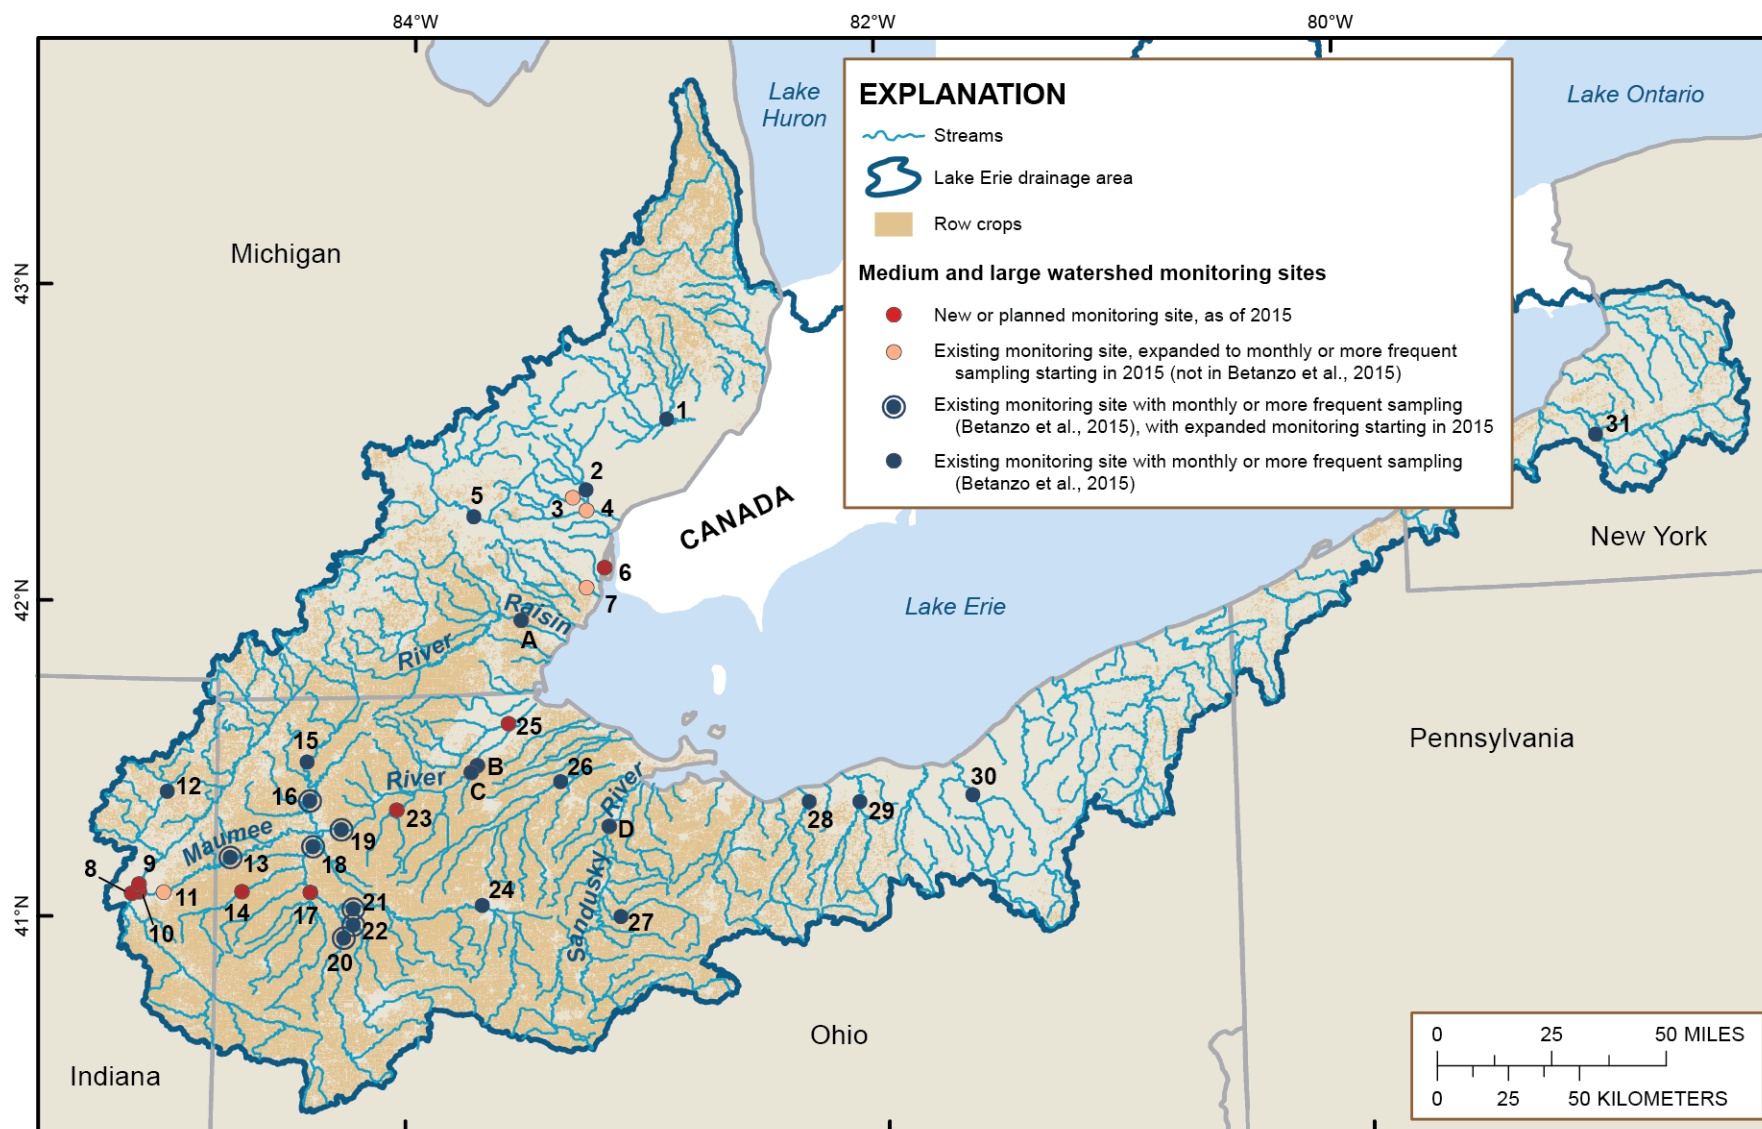 84°W
82°W
80°W
43°N
42°N
41°N
Lake
Huron
Lake Ontario
Michigan
EXPLANATION
Streams
Lake Erie drainage area
Row crops
Medium and large watershed monitoring sites
New or planned monitoring site, as of 2015
Existing monitoring site, expanded to monthly or more frequent
sampling starting in 2015 (not in Betanzo et al., 2015)
Existing monitoring site with monthly or more frequent sampling
(Betanzo et al., 2015), with expanded monitoring starting in 2015
Existing monitoring site with monthly or more frequent sampling
(Betanzo et al., 2015)
1
31
2
5
3
4
CANADA
New York
6
7
Lake Erie
River Raisin
A
25
Pennsylvania
15
12
B
26
River
C
16
30
23
28
29
Maumee
River
19
D
13
18
9
8
11
14
17
21
24
10
22
27
20
Sandusky
Ohio
Indiana
0 25 50 MILES
0 25 50 KILOMETERS